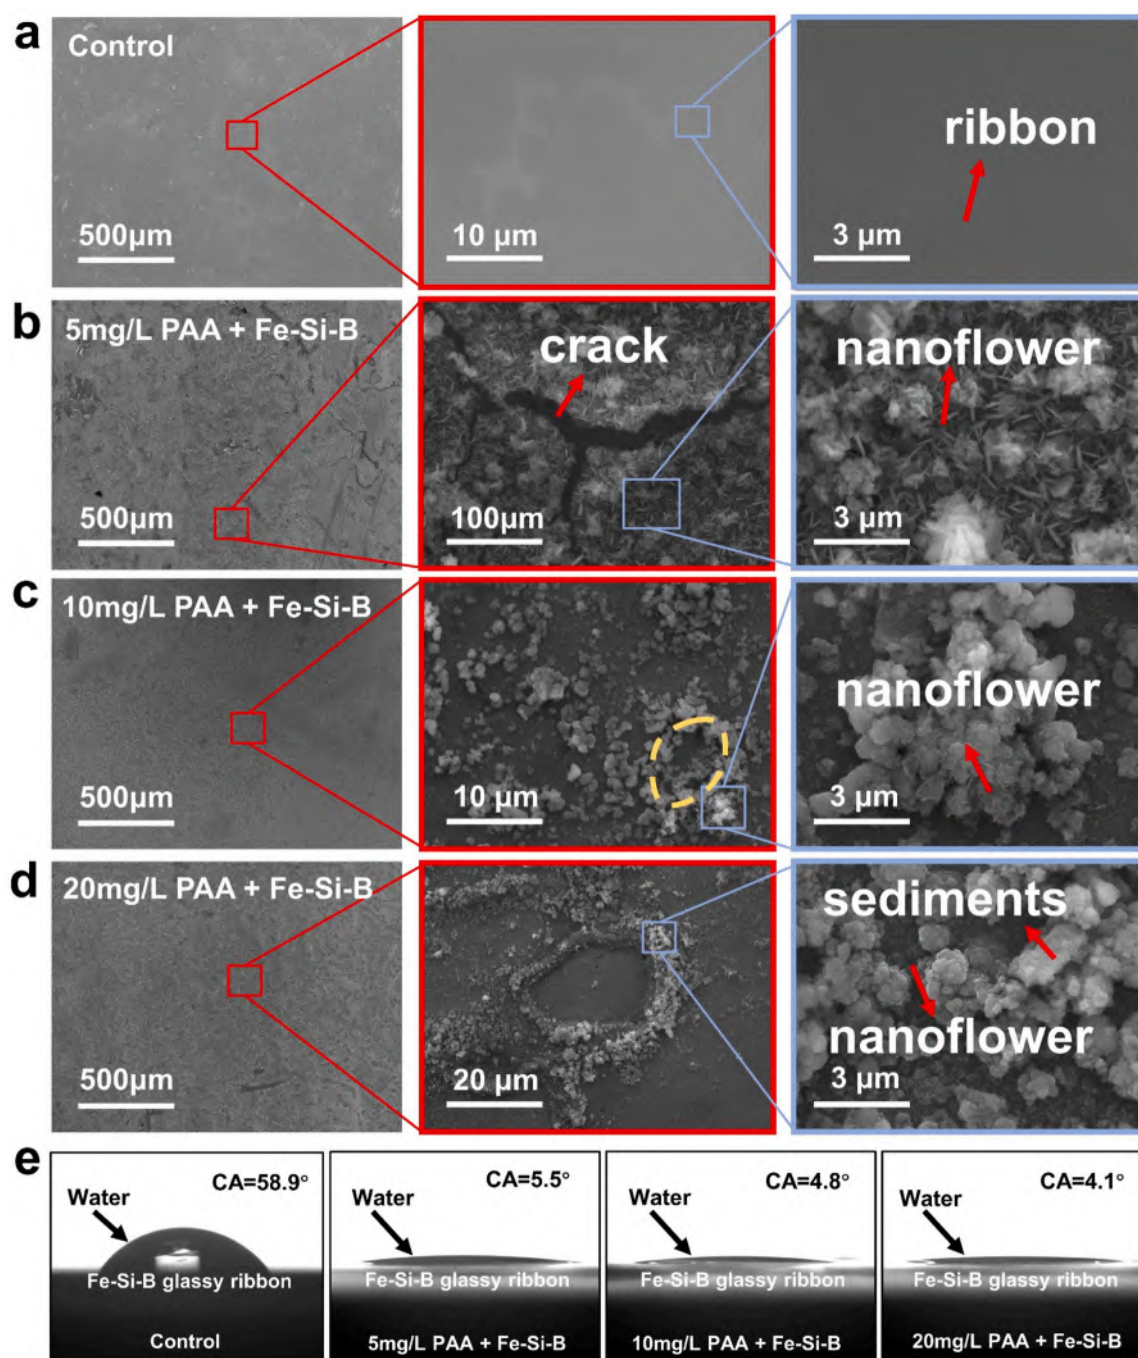 a
Control
500μm
10 μm
ribbon
3 μm
b
5mg/L PAA + Fe-Si-B
500μm
crack
100μm
nanoflower
3 μm
c
10mg/L PAA + Fe-Si-B
500μm
10 μm
nanoflower
3 μm
d
20mg/L PAA + Fe-Si-B
500μm
20 μm
sediments
nanoflower
3 μm
e
CA=58.9°
Water
Fe-Si-B glassy ribbon
Control
CA=5.5°
Water
Fe-Si-B glassy ribbon
5mg/L PAA + Fe-Si-B
CA=4.8°
Water
Fe-Si-B glassy ribbon
10mg/L PAA + Fe-Si-B
CA=4.1°
Water
Fe-Si-B glassy ribbon
20mg/L PAA + Fe-Si-B